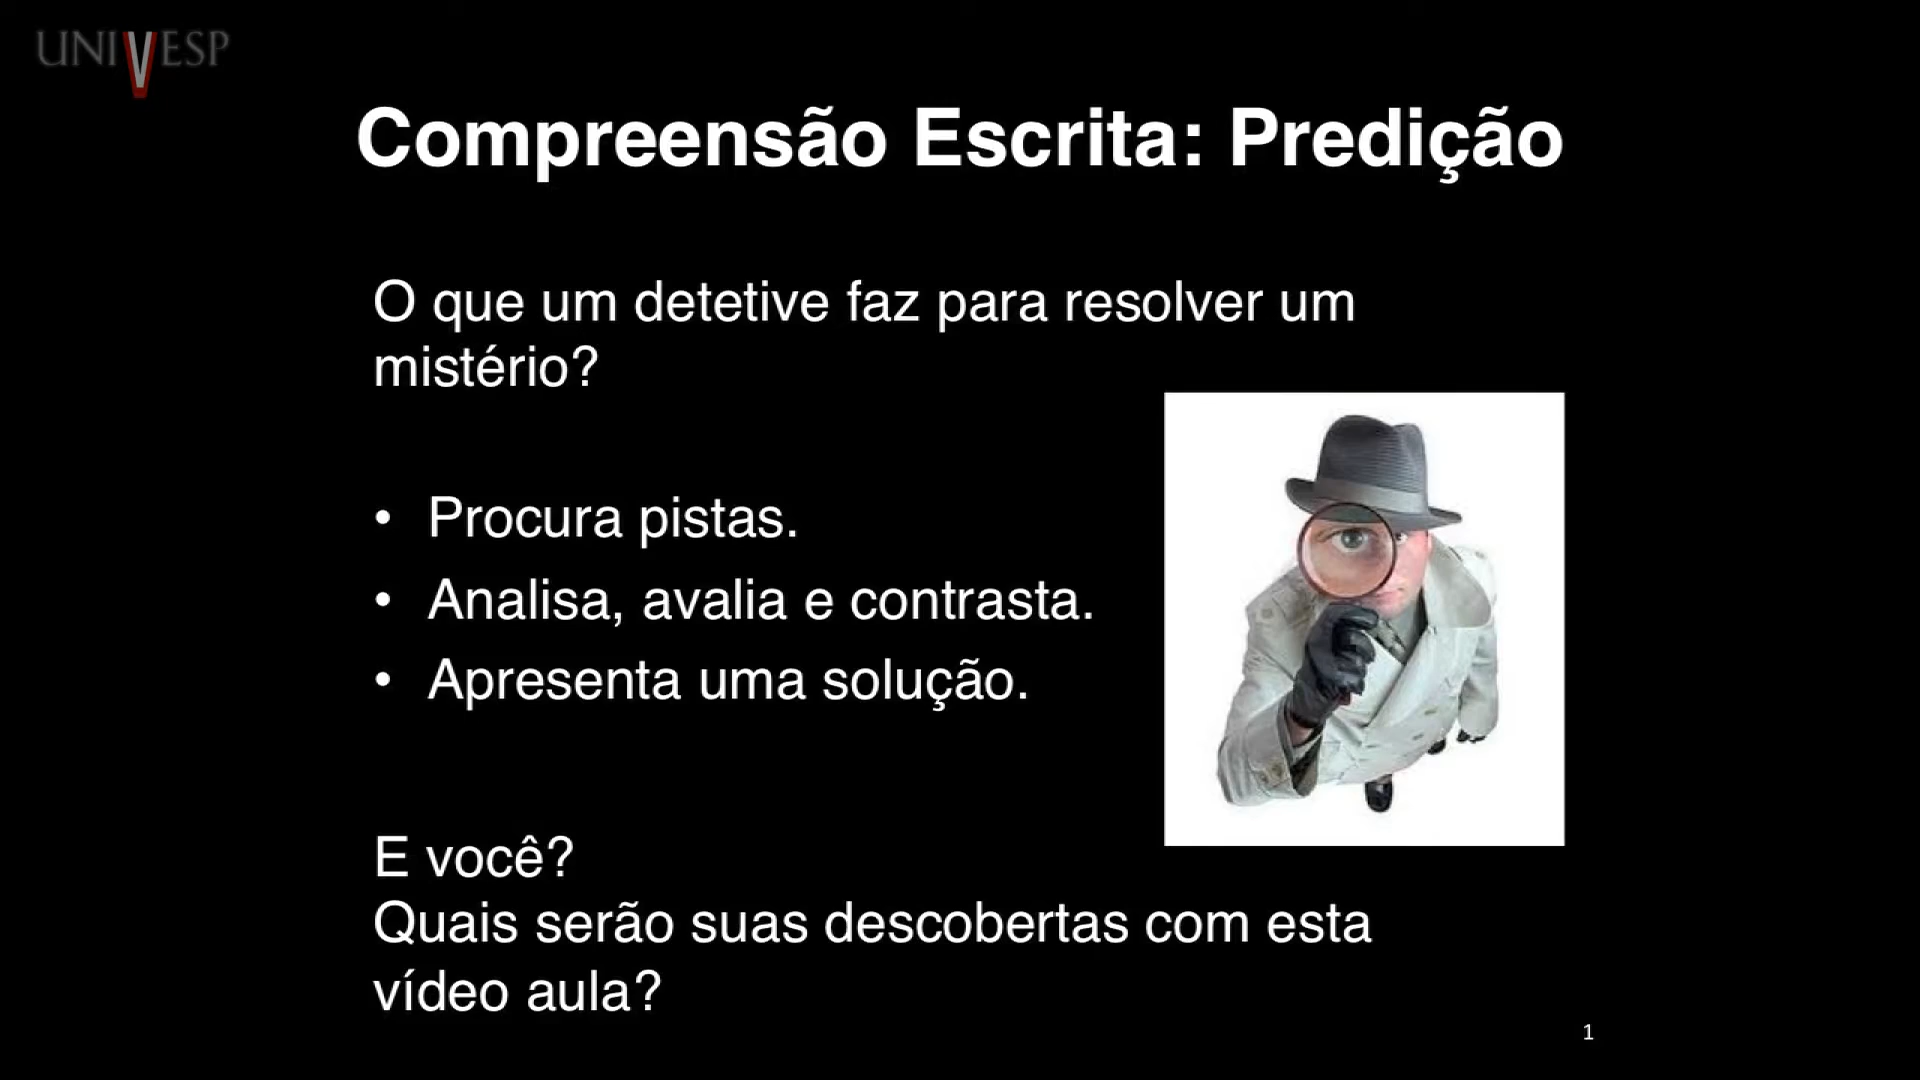 UNIVESP
Compreensão Escrita: Predição
O que um detetive faz para resolver um
mistério?
• Procura pistas.
• Analisa, avalia e contrasta.
• Apresenta uma solução.
E você?
Quais serão suas descobertas com esta
vídeo aula?
1